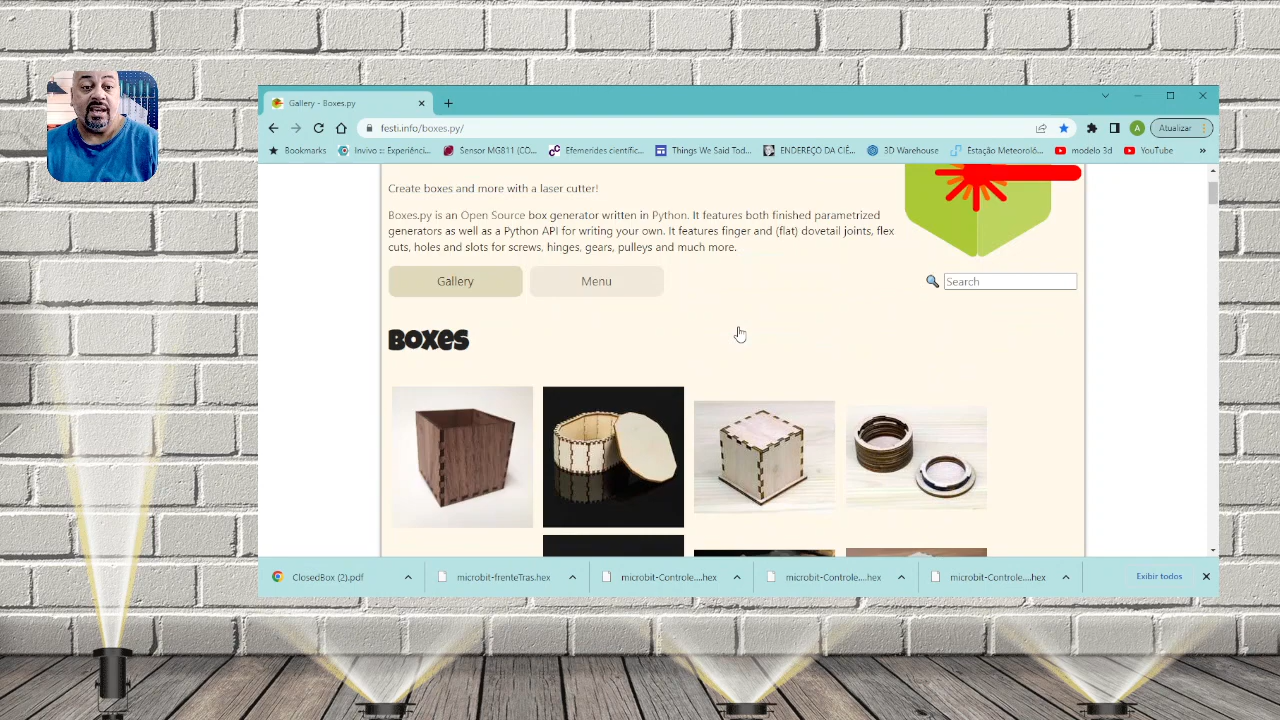 Gallery - Boxes.py
festi.info/boxes.py/
Atualizar
A
Bookmarks
Invivo :: Experiênci...
Sensor MG811 (CO...
Efemerides científic...
Things We Said Tod...
ENDEREÇO DA CIÊ...
3D Warehouse
Estação Meteoroló...
modelo 3d
YouTube
Create boxes and more with a laser cutter!
Boxes.py is an Open Source box generator written in Python. It features both finished parametrized
generators as well as a Python API for writing your own. It features finger and (flat) dovetail joints, flex
cuts, holes and slots for screws, hinges, gears, pulleys and much more.
Gallery
Menu
Search
Boxes
ClosedBox (2).pdf
microbit-frenteTras.hex
microbit-Controle....hex
microbit-Controle....hex
microbit-Controle....hex
Exibir todos